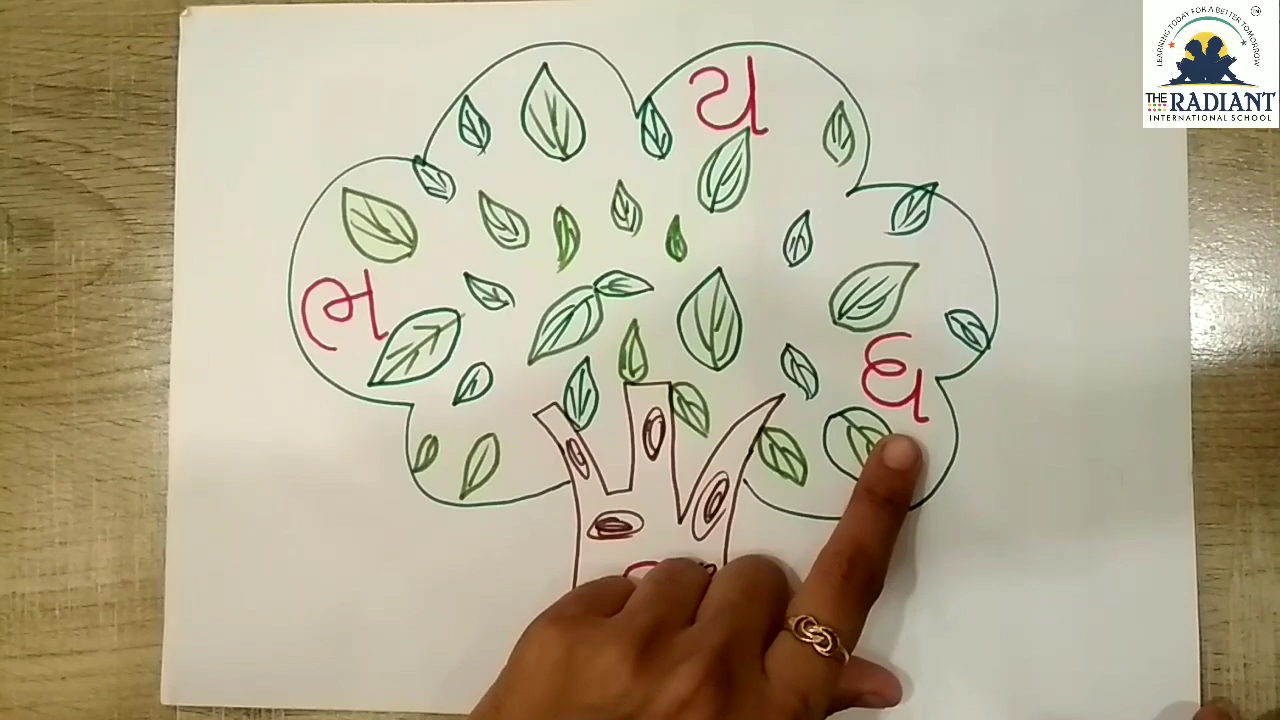 LEARNING TODAY FOR A BETTER TOMORROW
THE RADIANT
INTERNATIONAL SCHOOL
ય
ભ
ઘ